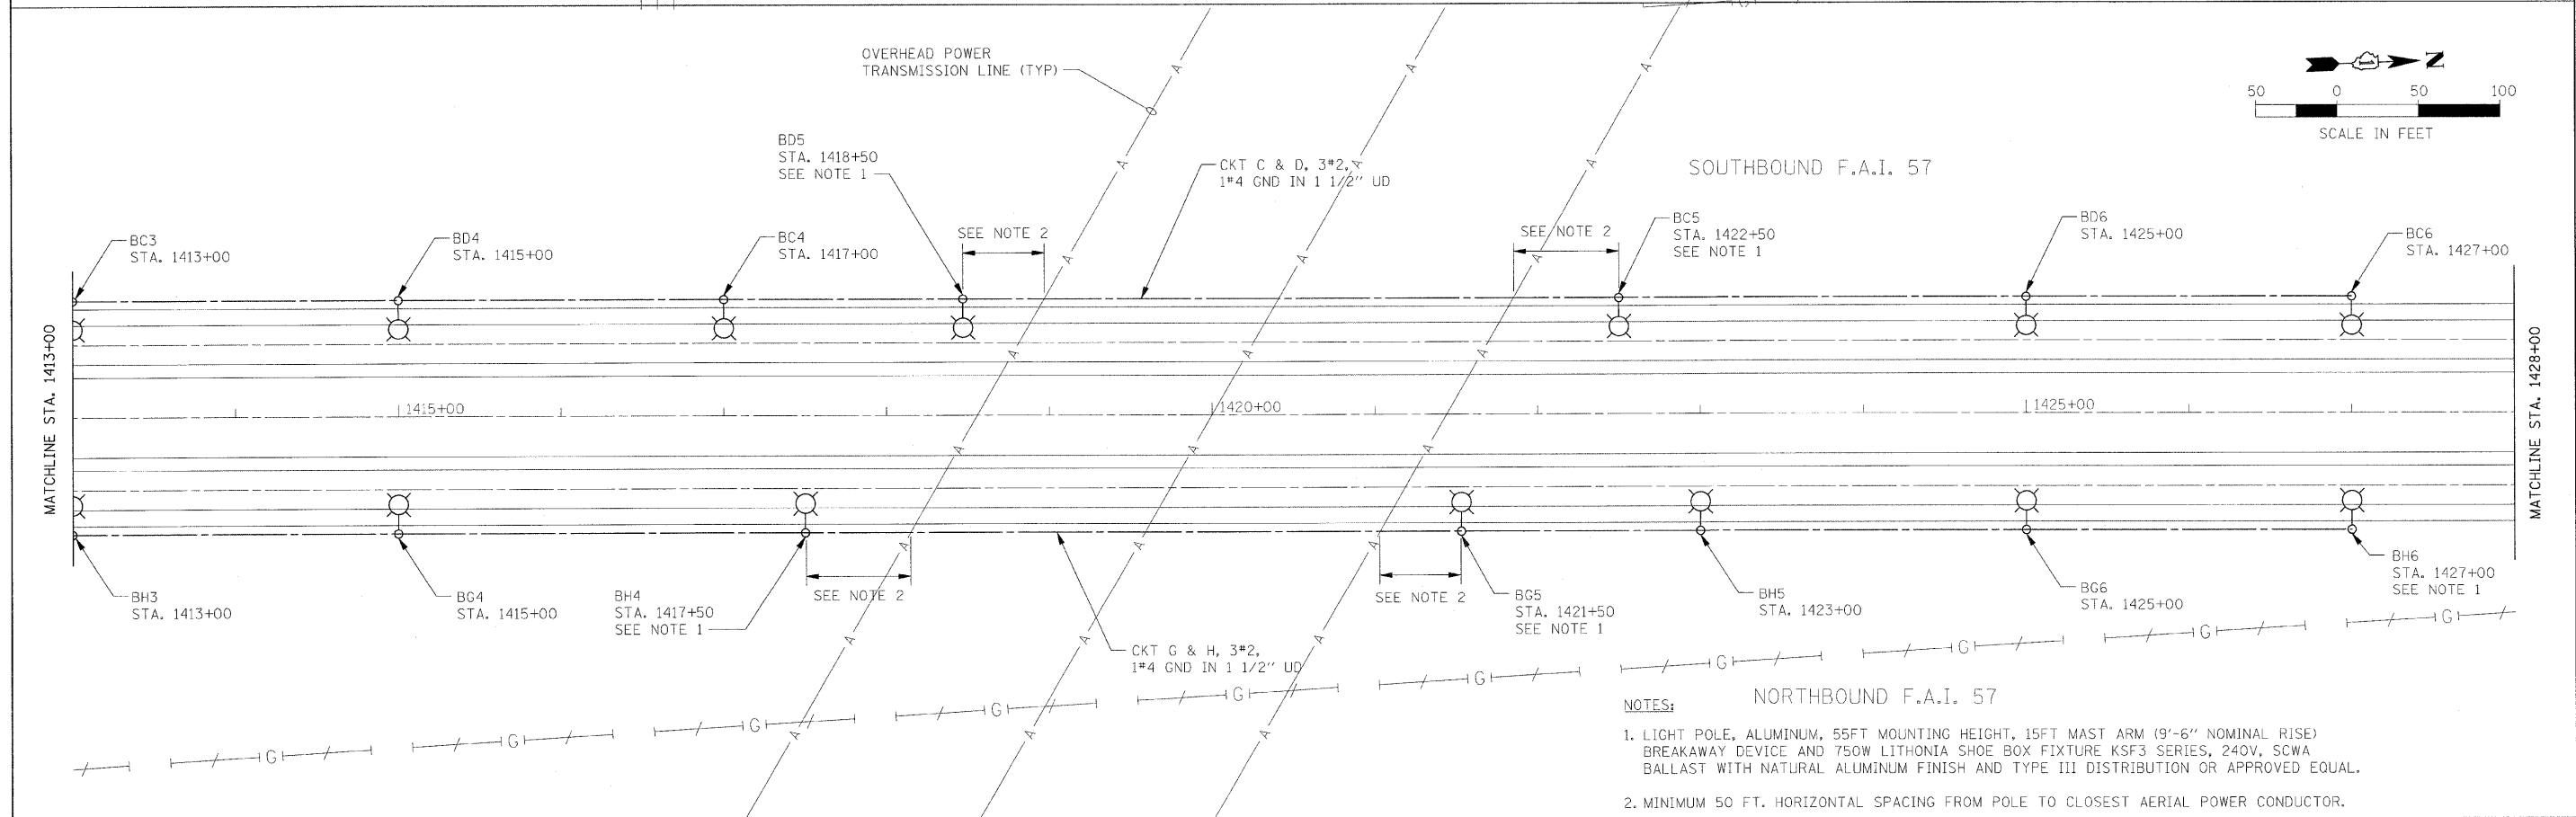 OVERHEAD POWER
TRANSMISSION LINE (TYP)
N
50 0 50 100
SCALE IN FEET
BD5
STA. 1418+50
SEE NOTE 1
CKT C & D, 3#2,
1#4 GND IN 1 1/2" UD
SOUTHBOUND F.A.I. 57
BC3
STA. 1413+00
BD4
STA. 1415+00
BC4
STA. 1417+00
SEE NOTE 2
SEE NOTE 2
BC5
STA. 1422+50
SEE NOTE 1
BD6
STA. 1425+00
BC6
STA. 1427+00
A A A
A A A
A A A
A A A
A A A
A A A
A A A
A A A
MATCHLINE STA. 1413+00
1415+00
1420+00
1425+00
MATCHLINE STA. 1428+00
BH3
STA. 1413+00
BG4
STA. 1415+00
BH4
STA. 1417+50
SEE NOTE 1
SEE NOTE 2
SEE NOTE 2
BG5
STA. 1421+50
SEE NOTE 1
BH5
STA. 1423+00
BG6
STA. 1425+00
BH6
STA. 1427+00
SEE NOTE 1
CKT G & H, 3#2,
1#4 GND IN 1 1/2" UD
G G G G G G G G G G
NORTHBOUND F.A.I. 57
NOTES:
1. LIGHT POLE, ALUMINUM, 55FT MOUNTING HEIGHT, 15FT MAST ARM (9'-6" NOMINAL RISE)
BREAKAWAY DEVICE AND 750W LITHONIA SHOE BOX FIXTURE KSF3 SERIES, 240V, SCWA
BALLAST WITH NATURAL ALUMINUM FINISH AND TYPE III DISTRIBUTION OR APPROVED EQUAL.
2. MINIMUM 50 FT. HORIZONTAL SPACING FROM POLE TO CLOSEST AERIAL POWER CONDUCTOR.